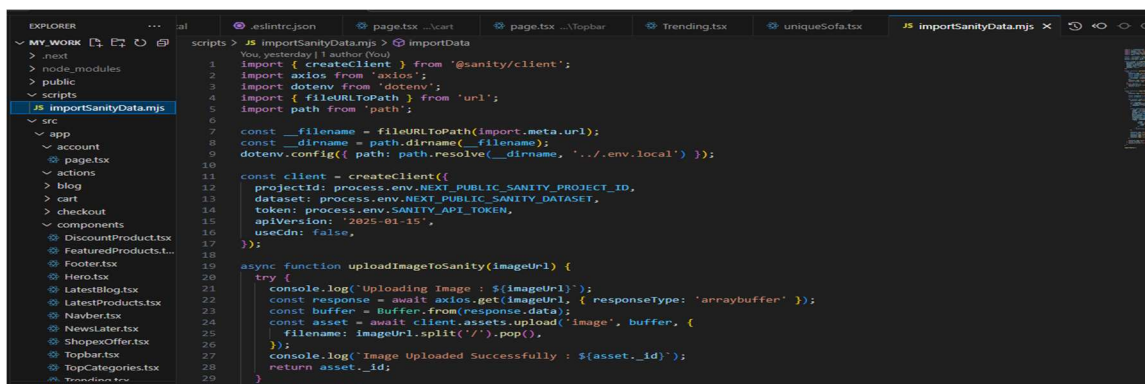 EXPLORER ...
MY_WORK
.next
node_modules
public
scripts
JS importSanityData.mjs
src
app
account
page.tsx
actions
blog
cart
checkout
components
DiscountProduct.tsx
FeaturedProducts.t...
Footer.tsx
Hero.tsx
LatestBlog.tsx
LatestProducts.tsx
Navber.tsx
NewsLater.tsx
ShopexOffer.tsx
Topbar.tsx
TopCategories.tsx
Trending.tsx
al .eslintrc.json page.tsx ...\cart page.tsx ...\Topbar Trending.tsx uniqueSofa.tsx JS importSanityData.mjs
scripts > JS importSanityData.mjs > importData
You, yesterday | 1 author (You)
1 import { createClient } from '@sanity/client';
2 import axios from 'axios';
3 import dotenv from 'dotenv';
4 import { fileURLToPath } from 'url';
5 import path from 'path';
6
7 const __filename = fileURLToPath(import.meta.url);
8 const __dirname = path.dirname(__filename);
9 dotenv.config({ path: path.resolve(__dirname, '../.env.local') });
10
11 const client = createClient({
12 projectId: process.env.NEXT_PUBLIC_SANITY_PROJECT_ID,
13 dataset: process.env.NEXT_PUBLIC_SANITY_DATASET,
14 token: process.env.SANITY_API_TOKEN,
15 apiVersion: '2025-01-15',
16 useCdn: false,
17 });
18
19 async function uploadImageToSanity(imageUrl) {
20 try {
21 console.log(`Uploading Image : ${imageUrl}`);
22 const response = await axios.get(imageUrl, { responseType: 'arraybuffer' });
23 const buffer = Buffer.from(response.data);
24 const asset = await client.assets.upload('image', buffer, {
25 filename: imageUrl.split('/').pop(),
26 });
27 console.log(`Image Uploaded Successfully : ${asset._id}`);
28 return asset._id;
29 }